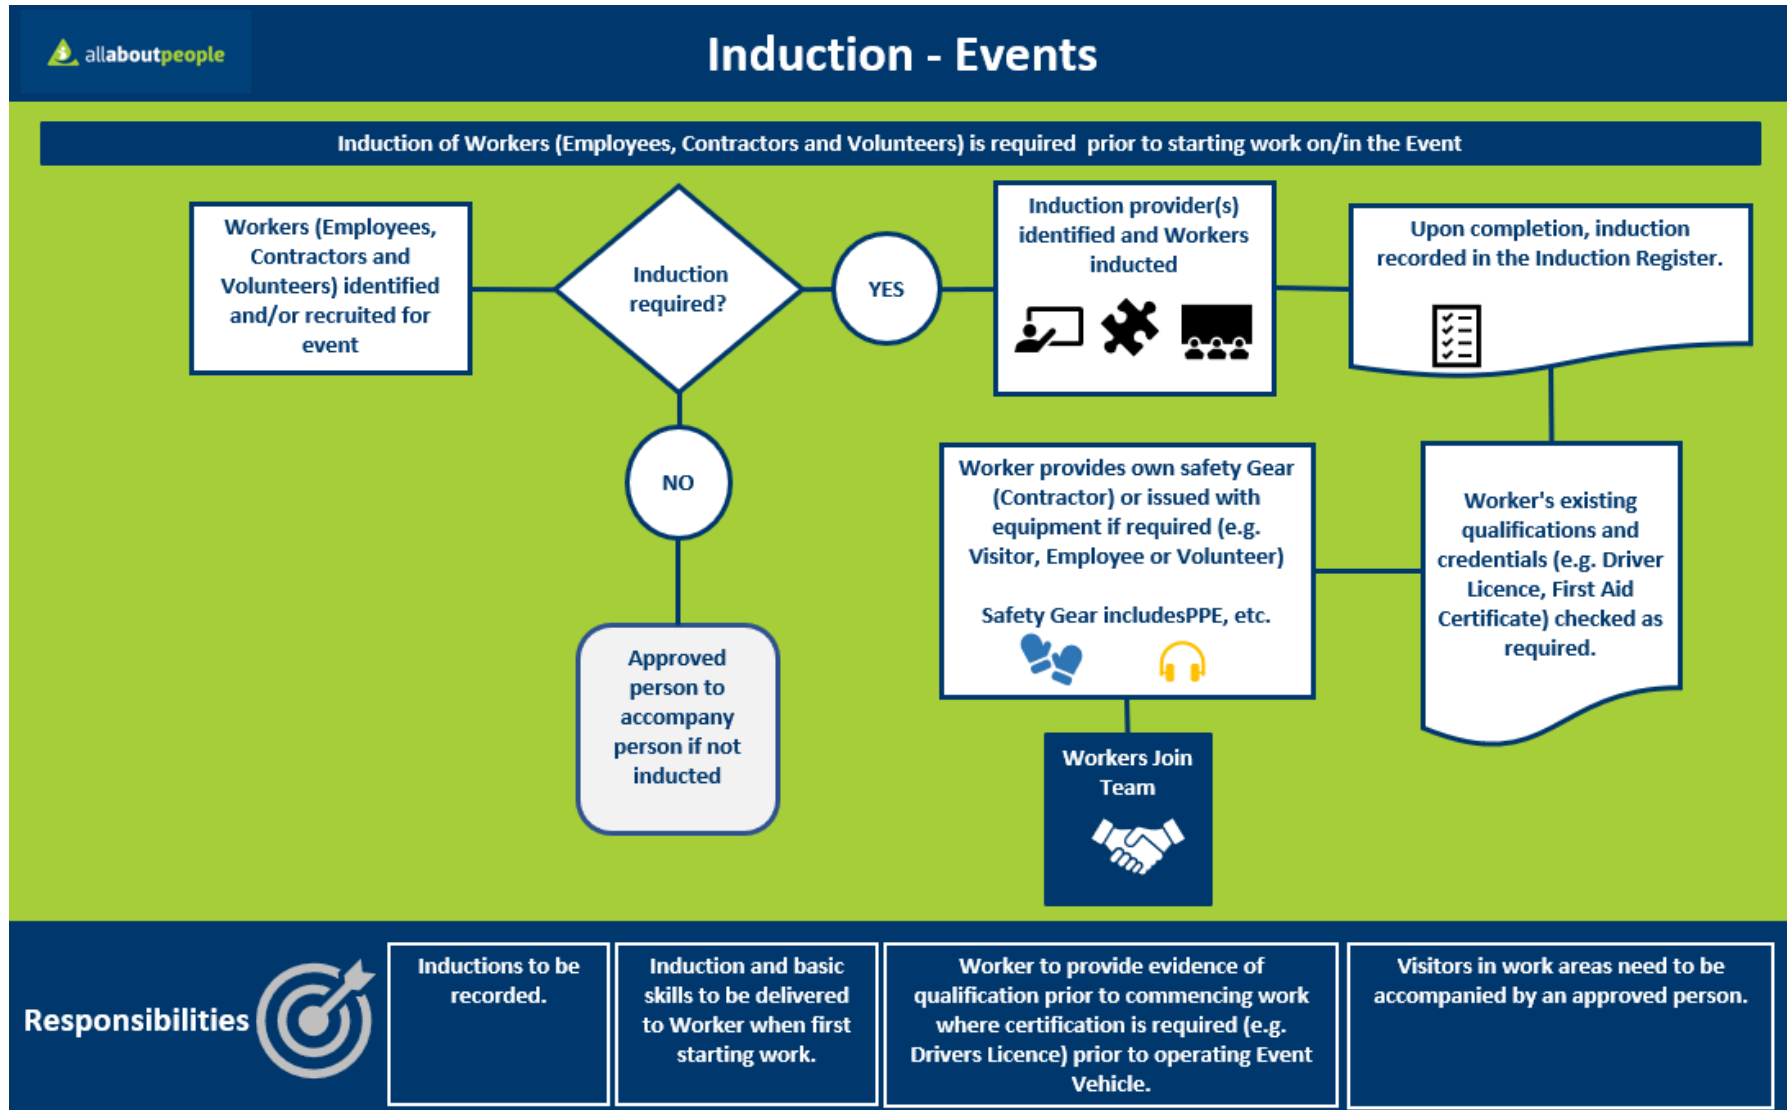 allaboutpeople
Induction - Events
Induction of Workers (Employees, Contractors and Volunteers) is required prior to starting work on/in the Event
Workers (Employees,
Contractors and
Volunteers) identified
and/or recruited for
event
Induction
required?
YES
Induction provider(s)
identified and Workers
inducted
Upon completion, induction
recorded in the Induction Register.
NO
Approved
person to
accompany
person if not
inducted
Worker provides own safety Gear
(Contractor) or issued with
equipment if required (e.g.
Visitor, Employee or Volunteer)
Safety Gear includesPPE, etc.
Worker's existing
qualifications and
credentials (e.g. Driver
Licence, First Aid
Certificate) checked as
required.
Workers Join
Team
Responsibilities
Inductions to be
recorded.
Induction and basic
skills to be delivered
to Worker when first
starting work.
Worker to provide evidence of
qualification prior to commencing work
where certification is required (e.g.
Drivers Licence) prior to operating Event
Vehicle.
Visitors in work areas need to be
accompanied by an approved person.